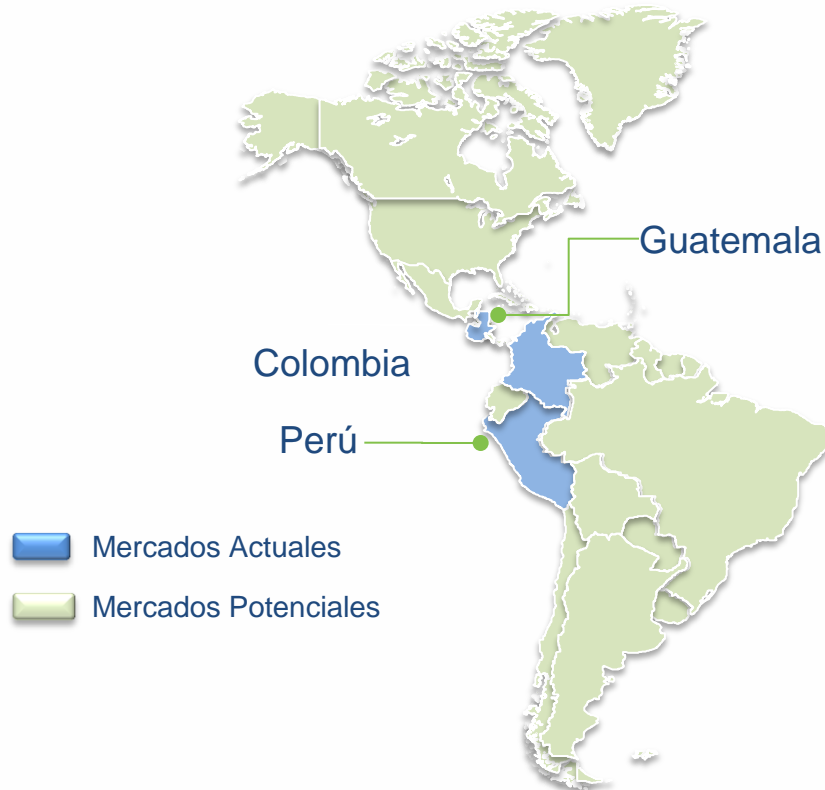 Guatemala
Colombia
Perú
Mercados Actuales
Mercados Potenciales